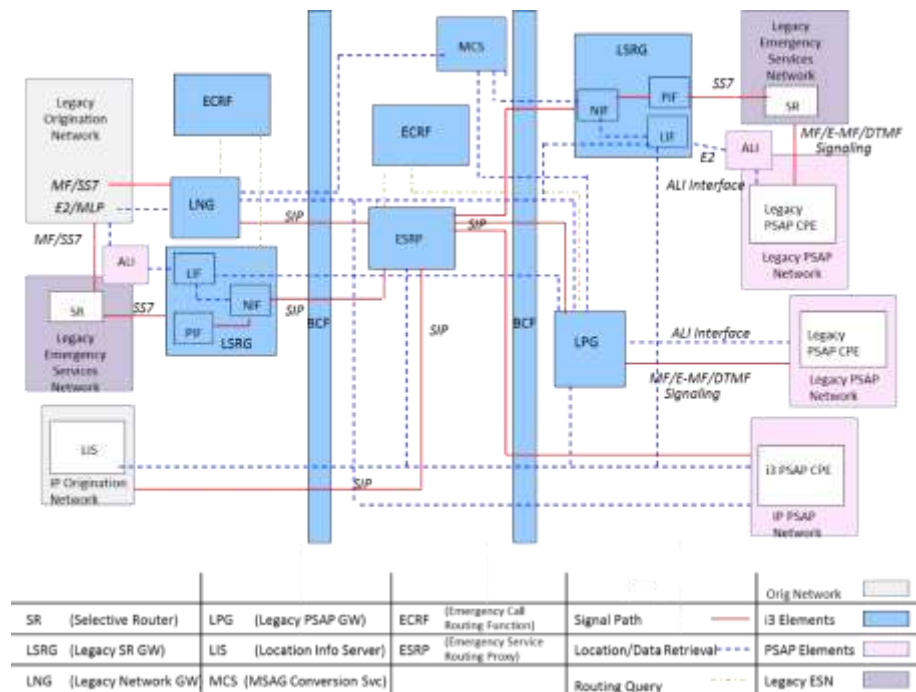 Legacy
Origination
Network
MF/SS7
E2/MLP
MF/SS7
ECRF
LNG
SIP
ALI
LIF
NIF
PIF
LSRG
SIP
SR
SS7
Legacy
Emergency
Services
Network
LIS
IP Origination
Network
SIP
BCF
MCS
ECRF
ESRP
SIP
SIP
BCF
LSRG
NIF
PIF
LIF
SS7
E2
Legacy
Emergency
Services
Network
SR
MF/E-MF/DTMF
Signaling
ALI
ALI Interface
Legacy
PSAP CPE
Legacy PSAP
Network
LPG
ALI Interface
MF/E-MF/DTMF
Signaling
Legacy
PSAP CPE
Legacy PSAP
Network
i3 PSAP CPE
IP PSAP
Network
Orig Network
SR (Selective Router) LPG (Legacy PSAP GW) ECRF (Emergency Call Routing Function) Signal Path i3 Elements
LSRG (Legacy SR GW) LIS (Location Info Server) ESRP (Emergency Service Routing Proxy) Location/Data Retrieval PSAP Elements
LNG (Legacy Network GW) MCS (MSAG Conversion Svc) Routing Query Legacy ESN